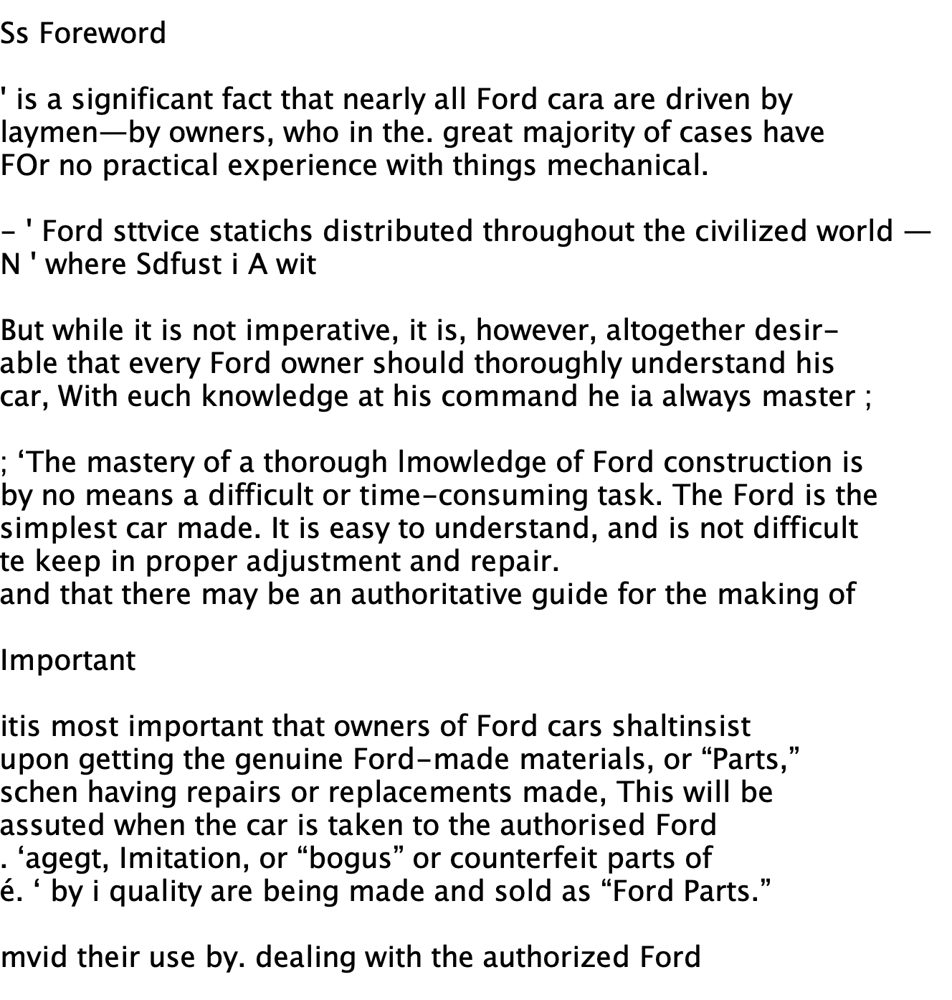 Ss Foreword
' is a significant fact that nearly all Ford cara are driven by
laymen—by owners, who in the. great majority of cases have
FOr no practical experience with things mechanical.
- ' Ford sttvice statichs distributed throughout the civilized world —
N ' where Sdfust i A wit
But while it is not imperative, it is, however, altogether desir-
able that every Ford owner should thoroughly understand his
car, With euch knowledge at his command he ia always master ;
; ‘The mastery of a thorough lmowledge of Ford construction is
by no means a difficult or time-consuming task. The Ford is the
simplest car made. It is easy to understand, and is not difficult
te keep in proper adjustment and repair.
and that there may be an authoritative guide for the making of
Important
itis most important that owners of Ford cars shaltinsist
upon getting the genuine Ford-made materials, or “Parts,”
schen having repairs or replacements made, This will be
assuted when the car is taken to the authorised Ford
. ‘agegt, Imitation, or “bogus” or counterfeit parts of
é. ‘ by i quality are being made and sold as “Ford Parts.”
mvid their use by. dealing with the authorized Ford